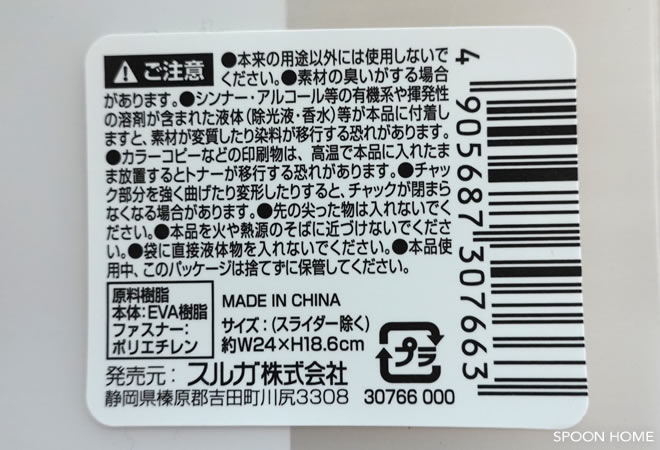 ご注意 ●本来の用途以外には使用しないで
ください。●素材の臭いがする場合
があります。●シンナー・アルコール等の有機系や揮発性
の溶剤が含まれた液体(除光液・香水)等が本品に付着し
ますと、素材が変質したり染料が移行する恐れがあります。
●カラーコピーなどの印刷物は、高温で本品に入れたま
ま放置するとトナーが移行する恐れがあります。●チャッ
ク部分を強く曲げたり変形したりすると、チャックが閉まら
なくなる場合があります。●先の尖った物は入れないでく
ださい。●本品を火や熱源のそばに近づけないでくださ
い。●袋に直接液体物を入れないでください。●本品使
用中、このパッケージは捨てずに保管してください。
原料樹脂
本体:EVA樹脂
ファスナー:
ポリエチレン
MADE IN CHINA
サイズ:(スライダー除く)
約W24×H18.6cm
プラ
発売元: スルガ株式会社
静岡県榛原郡吉田町川尻3308
30766 000
4 905687 307663
SPOON HOME